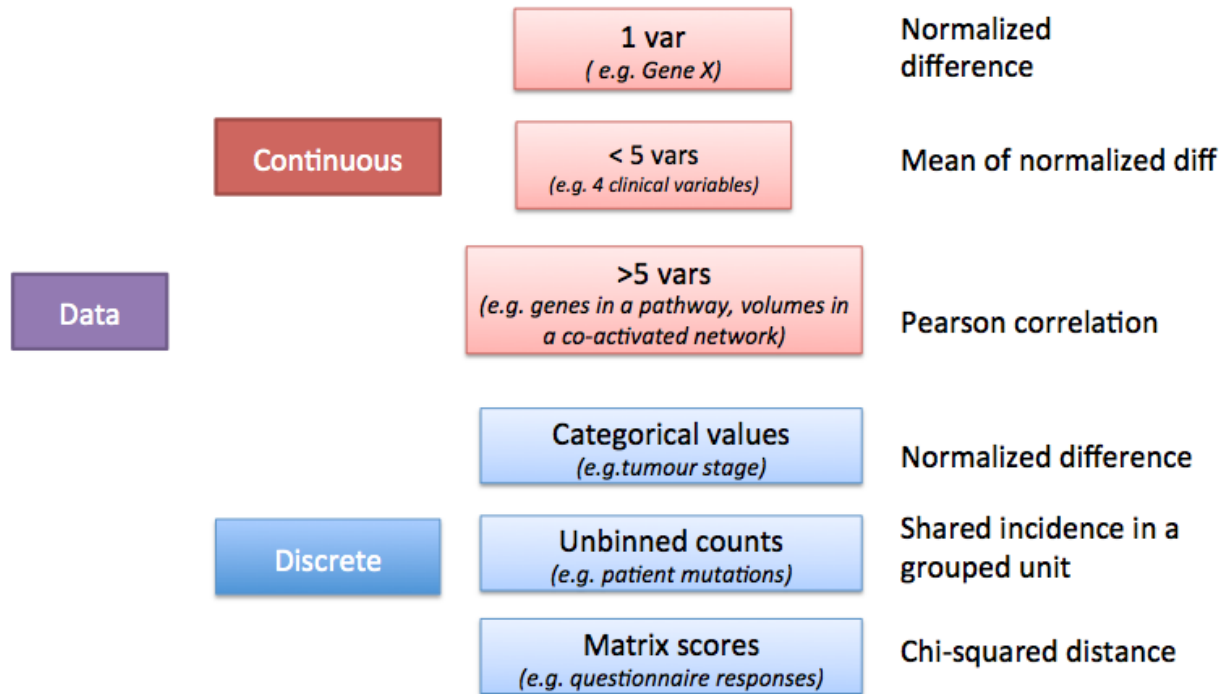 1 var
( e.g. Gene X)
Normalized
difference
Continuous
< 5 vars
(e.g. 4 clinical variables)
Mean of normalized diff
Data
>5 vars
(e.g. genes in a pathway, volumes in
a co-activated network)
Pearson correlation
Categorical values
(e.g.tumour stage)
Normalized difference
Discrete
Unbinned counts
(e.g. patient mutations)
Shared incidence in a
grouped unit
Matrix scores
(e.g. questionnaire responses)
Chi-squared distance